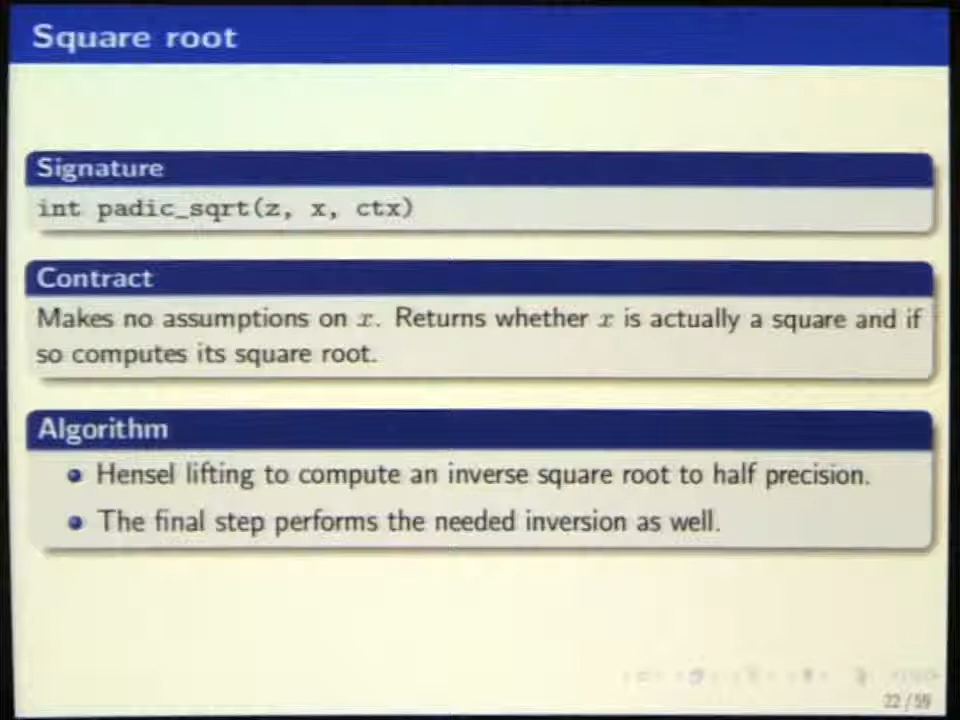 Square root
Signature
int padic_sqrt(z, x, ctx)
Contract
Makes no assumptions on x. Returns whether x is actually a square and if
so computes its square root.
Algorithm
Hensel lifting to compute an inverse square root to half precision.
The final step performs the needed inversion as well.
22 / 59